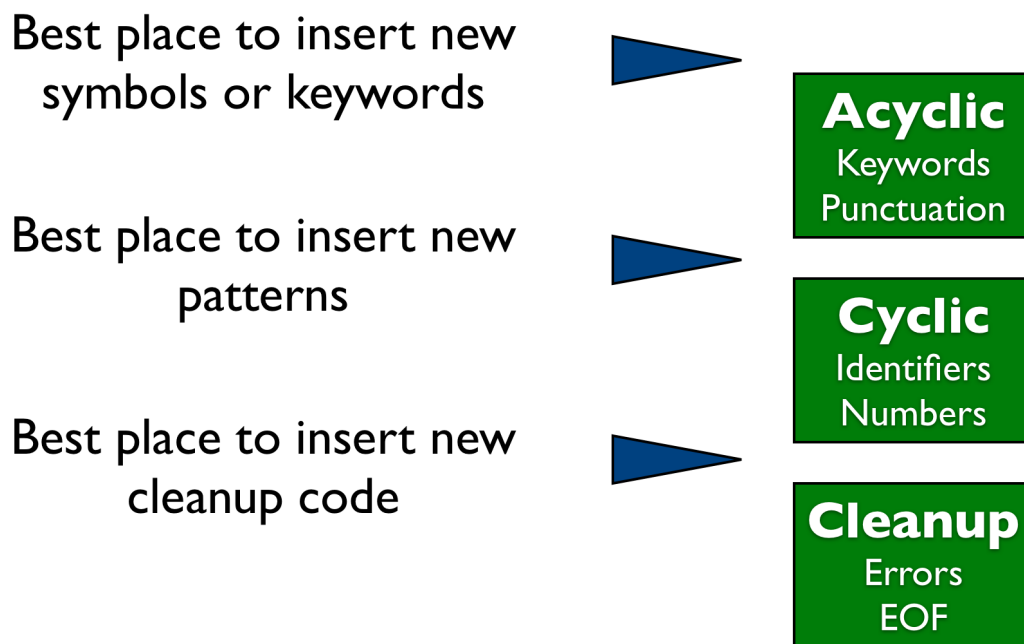 Best place to insert new
symbols or keywords
Acyclic
Keywords
Punctuation
Best place to insert new
patterns
Cyclic
Identifiers
Numbers
Best place to insert new
cleanup code
Cleanup
Errors
EOF